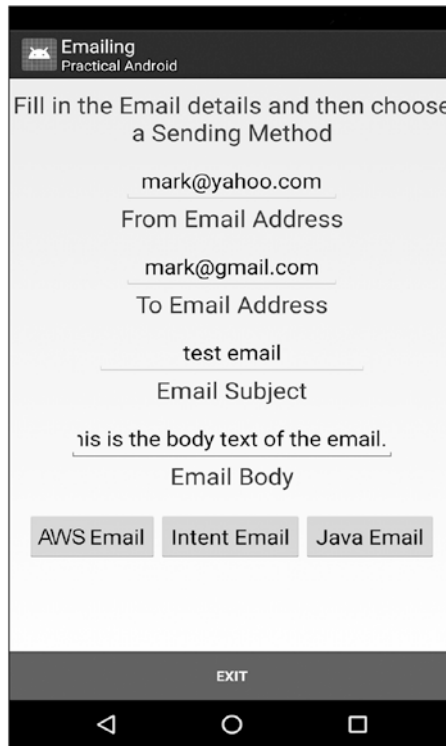 Emailing
Practical Android
Fill in the Email details and then choose
a Sending Method
mark@yahoo.com
From Email Address
mark@gmail.com
To Email Address
test email
Email Subject
his is the body text of the email.
Email Body
AWS Email Intent Email Java Email
EXIT